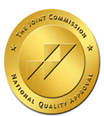 The Joint Commission
National Quality Approval